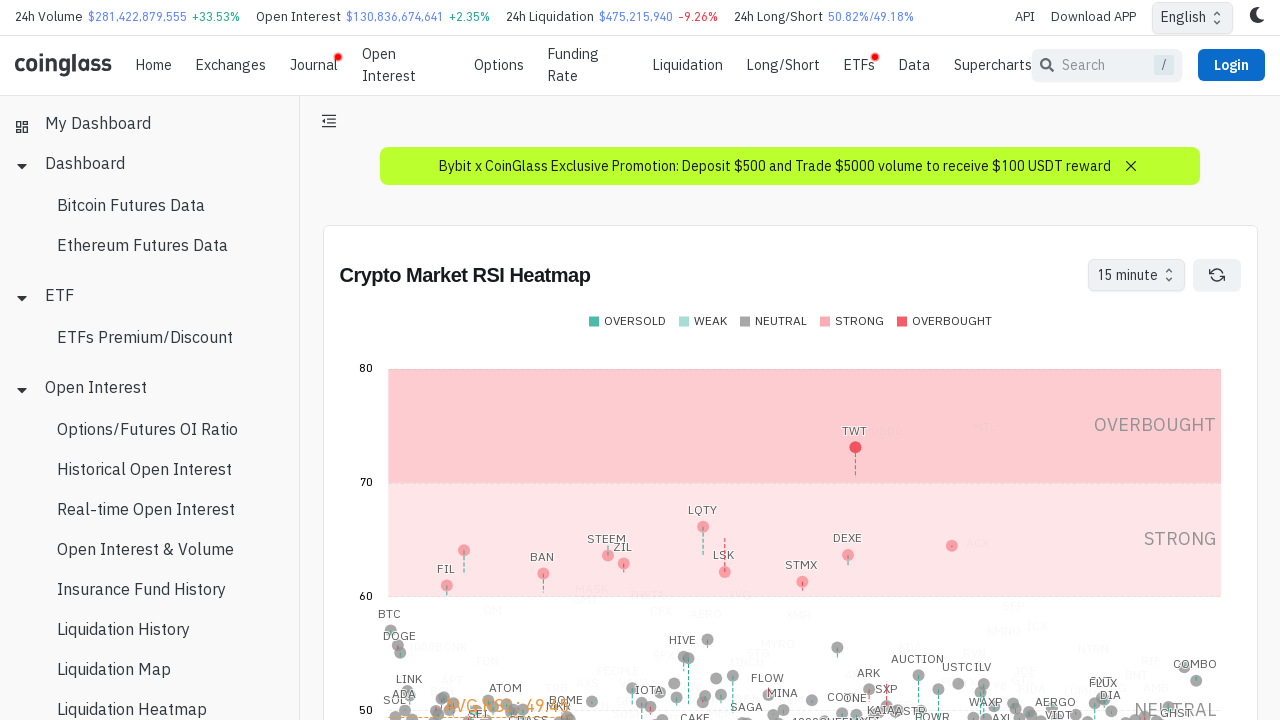 24h Volume $281,422,879,555 +33.53% Open Interest $130,836,674,641 +2.35% 24h Liquidation $475,215,940 -9.26% 24h Long/Short 50.82%/49.18% API Download APP English
coinglass Home Exchanges Journal Open Interest Options Funding Rate Liquidation Long/Short ETFs Data Supercharts Search / Login
My Dashboard
Dashboard
Bitcoin Futures Data
Ethereum Futures Data
ETF
ETFs Premium/Discount
Open Interest
Options/Futures OI Ratio
Historical Open Interest
Real-time Open Interest
Open Interest & Volume
Insurance Fund History
Liquidation History
Liquidation Map
Liquidation Heatmap
Bybit x CoinGlass Exclusive Promotion: Deposit $500 and Trade $5000 volume to receive $100 USDT reward
Crypto Market RSI Heatmap 15 minute
OVERSOLD WEAK NEUTRAL STRONG OVERBOUGHT
80
OVERBOUGHT
TWT
70
LQTY
STEEM DEXE STRONG
ZIL
BAN LSK
FIL STMX
60
BTC
DOGE HIVE
AUCTION
COMBO
USTC ILV
LINK ARK FLOW
ADA ATOM IOTA SXP FLUX
SOL MINA DIA
SAGA WAXP AERGO
50 NEUTRAL
CAKE VIDT GHST